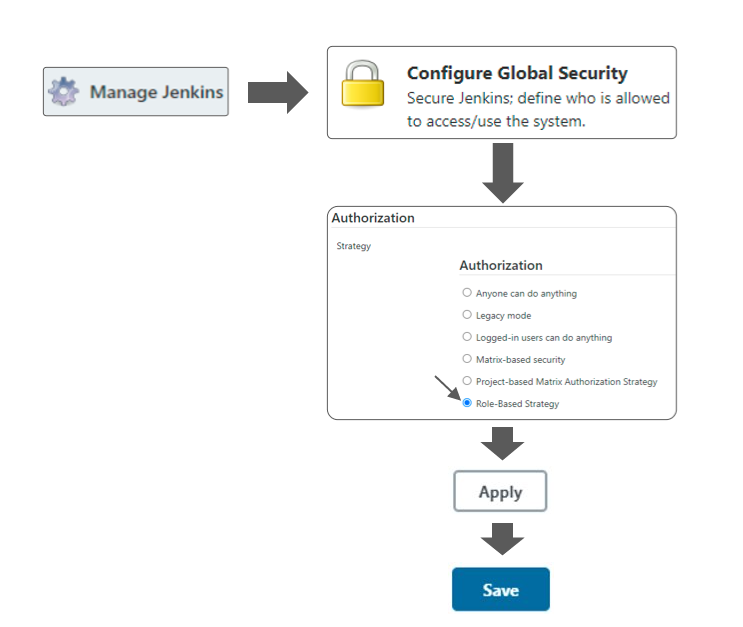 Manage Jenkins
Configure Global Security
Secure Jenkins; define who is allowed
to access/use the system.
Authorization
Strategy
Authorization
Anyone can do anything
Legacy mode
Logged-in users can do anything
Matrix-based security
Project-based Matrix Authorization Strategy
Role-Based Strategy
Apply
Save